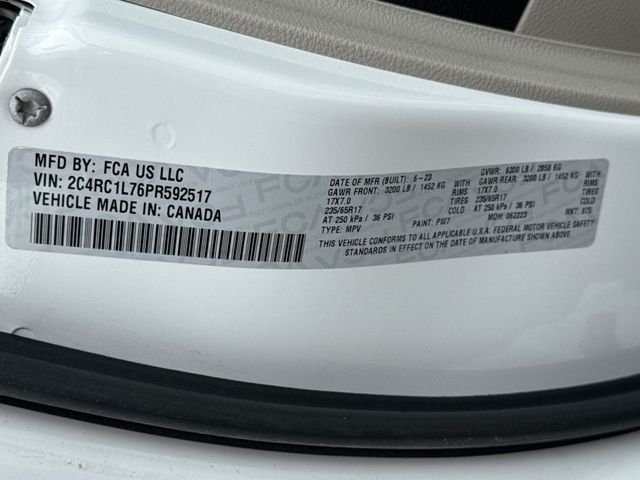 MFD BY: FCA US LLC
VIN: 2C4RC1L76PR592517
VEHICLE MADE IN: CANADA
DATE OF MFR (BUILT): 6-23 GVWR: 6300 LB / 2858 KG
GAWR FRONT: 3200 LB / 1452 KG GAWR REAR: 3200 LB / 1452 KG
17X7.0 RIMS 17X7.0 RIMS
235/65R17 TIRES 235/65R17 TIRES
AT 250 kPa / 36 PSI COLD AT 250 kPa / 36 PSI COLD
TYPE: MPV PAINT: PW7 MDH: 062223 MKT: 875
THIS VEHICLE CONFORMS TO ALL APPLICABLE U.S.A. FEDERAL MOTOR VEHICLE SAFETY
STANDARDS IN EFFECT ON THE DATE OF MANUFACTURE SHOWN ABOVE.